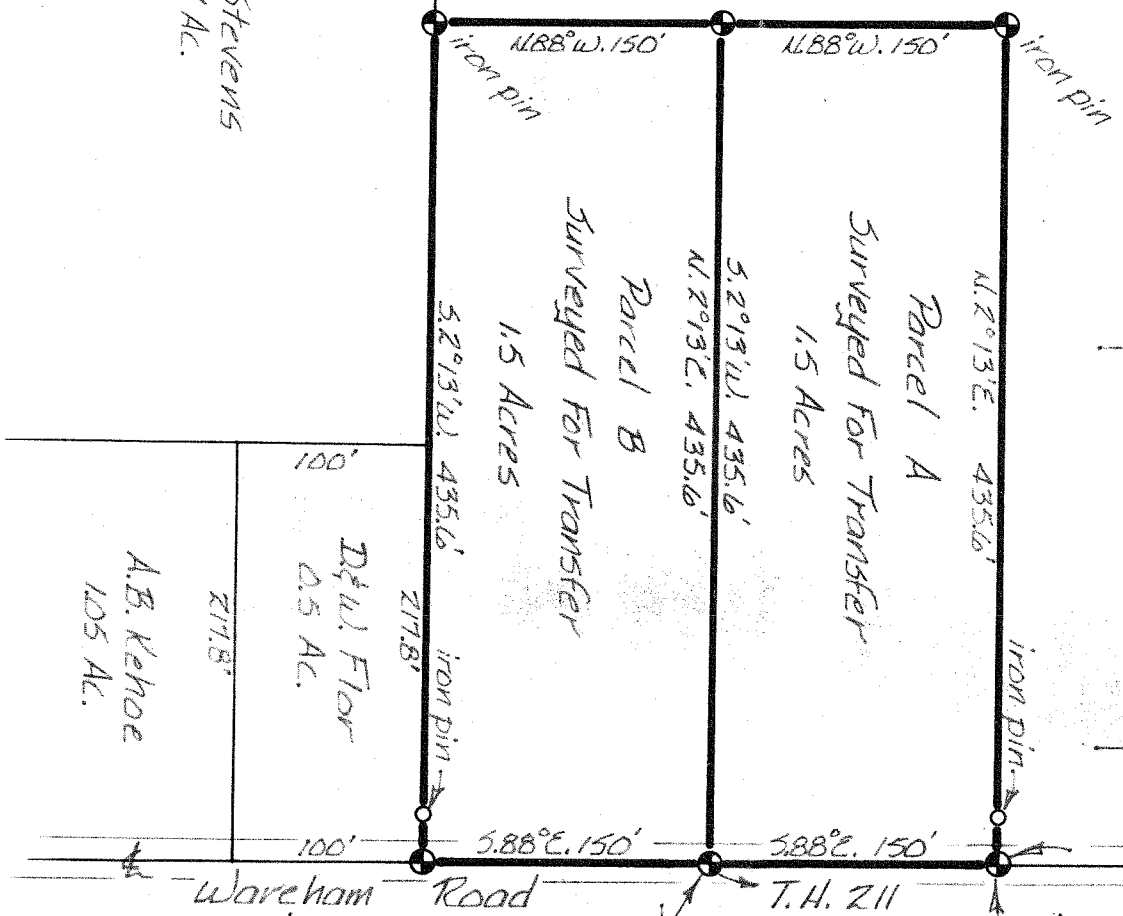 Stevens
Ac.
N.88°W. 150'
N.88°W. 150'
iron pin
iron pin
N.2°13'E. 435.6'
Parcel A
Surveyed For Transfer
1.5 Acres
S.2°13'W. 435.6'
N.2°13'E. 435.6'
Parcel B
Surveyed For Transfer
1.5 Acres
S.2°13'W. 435.6'
100'
217.8'
D.&W. Flor
0.5 Ac.
217.8'
A.B. Kehoe
1.05 Ac.
iron pin
iron pin
100'
S.88°E. 150'
S.88°E. 150'
Wareham Road
T.H. 211